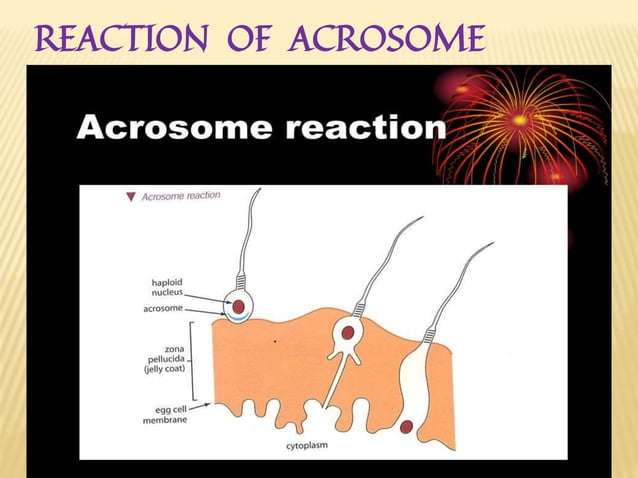 REACTION OF ACROSOME
Acrosome reaction
▼ Acrosome reaction
haploid
nucleus
acrosome
zona
pellucida
(jelly coat)
egg cell
membrane
cytoplasm